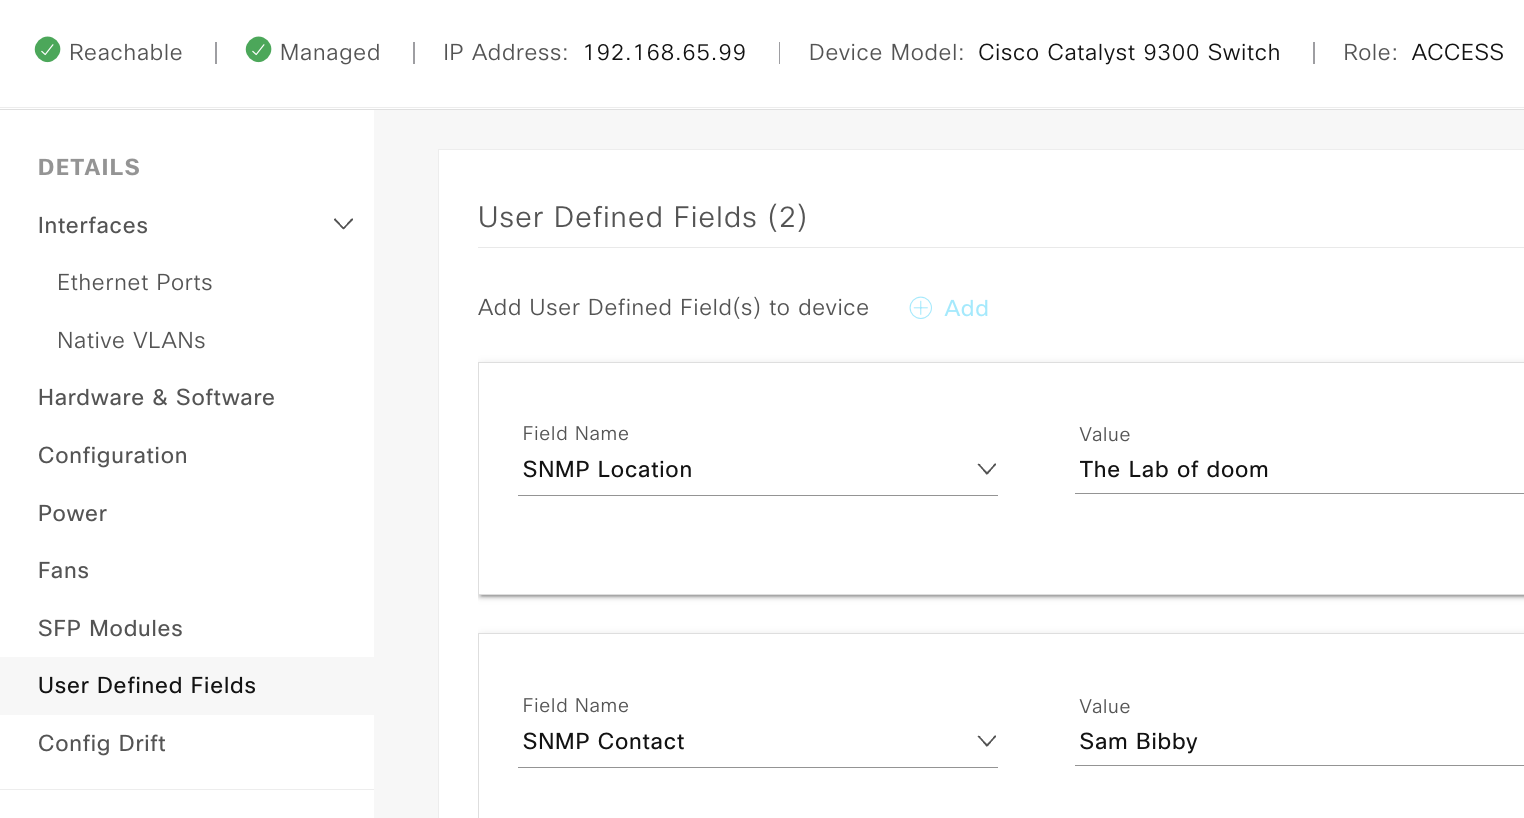 Reachable | Managed | IP Address: 192.168.65.99 | Device Model: Cisco Catalyst 9300 Switch | Role: ACCESS
DETAILS
Interfaces
Ethernet Ports
Native VLANs
Hardware & Software
Configuration
Power
Fans
SFP Modules
User Defined Fields
Config Drift
User Defined Fields (2)
Add User Defined Field(s) to device Add
Field Name Value
SNMP Location The Lab of doom
Field Name Value
SNMP Contact Sam Bibby